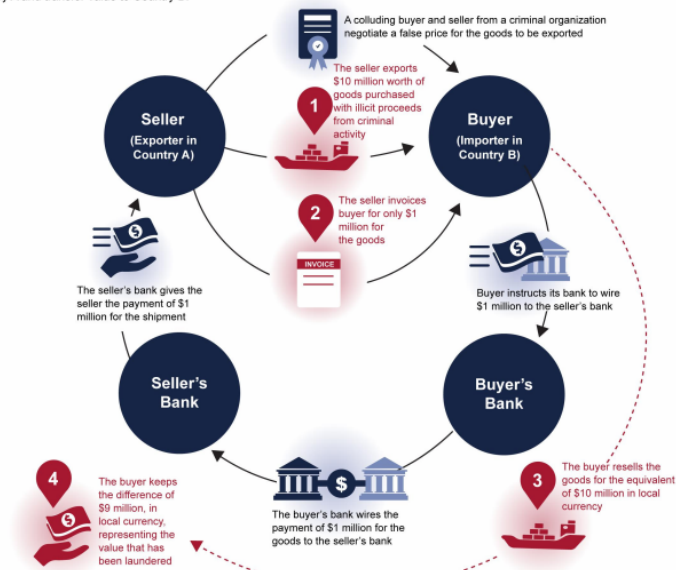 A colluding buyer and seller from a criminal organization
negotiate a false price for the goods to be exported
Seller
(Exporter in
Country A)
1
The seller exports
$10 million worth of
goods purchased
with illicit proceeds
from criminal
activity
Buyer
(Importer in
Country B)
2
The seller invoices
buyer for only $1
million for
the goods
INVOICE
$
The seller's bank gives the
seller the payment of $1
million for the shipment
$
Buyer instructs its bank to wire
$1 million to the seller's bank
Seller's
Bank
Buyer's
Bank
$
The buyer's bank wires the
payment of $1 million for the
goods to the seller's bank
3
The buyer resells the
goods for the equivalent
of $10 million in local
currency
4
$
The buyer keeps
the difference of
$9 million, in
local currency,
representing the
value that has
been laundered